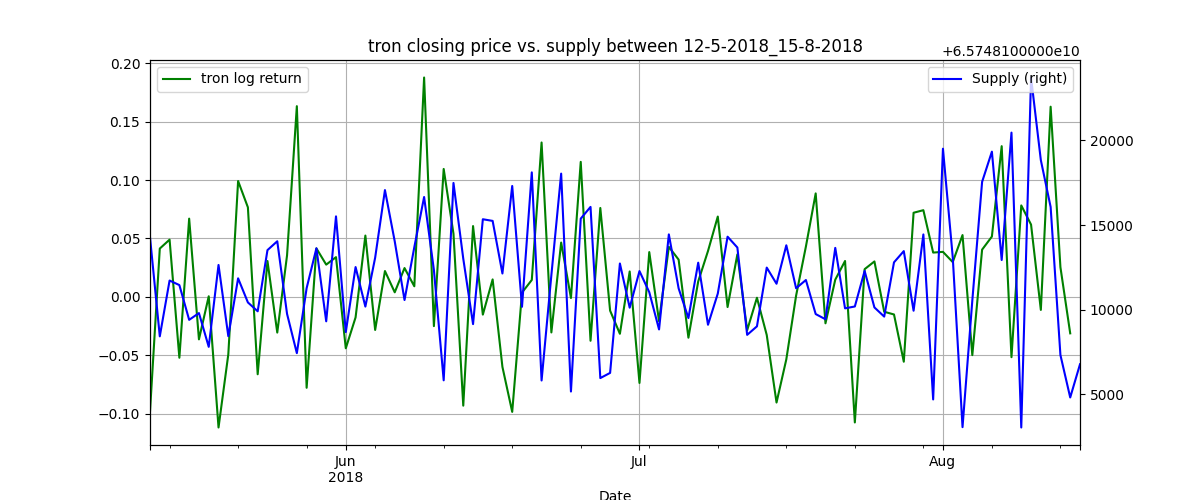 tron closing price vs. supply between 12-5-2018_15-8-2018
+6.5748100000e10
tron log return
Supply (right)
0.20
0.15
0.10
0.05
0.00
−0.05
−0.10
20000
15000
10000
5000
Jun
2018
Jul
Aug
Date